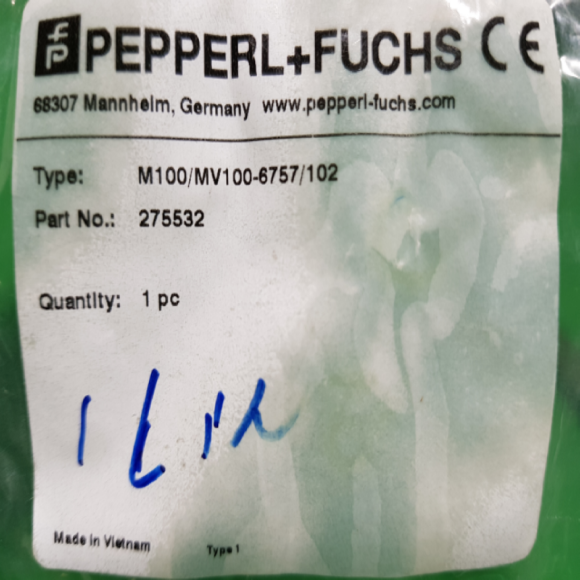 PEPPERL+FUCHS CE
68307 Mannheim, Germany www.pepperl-fuchs.com
Type: M100/MV100-6757/102
Part No.: 275532
Quantity: 1 pc
Made in Vietnam Type 1